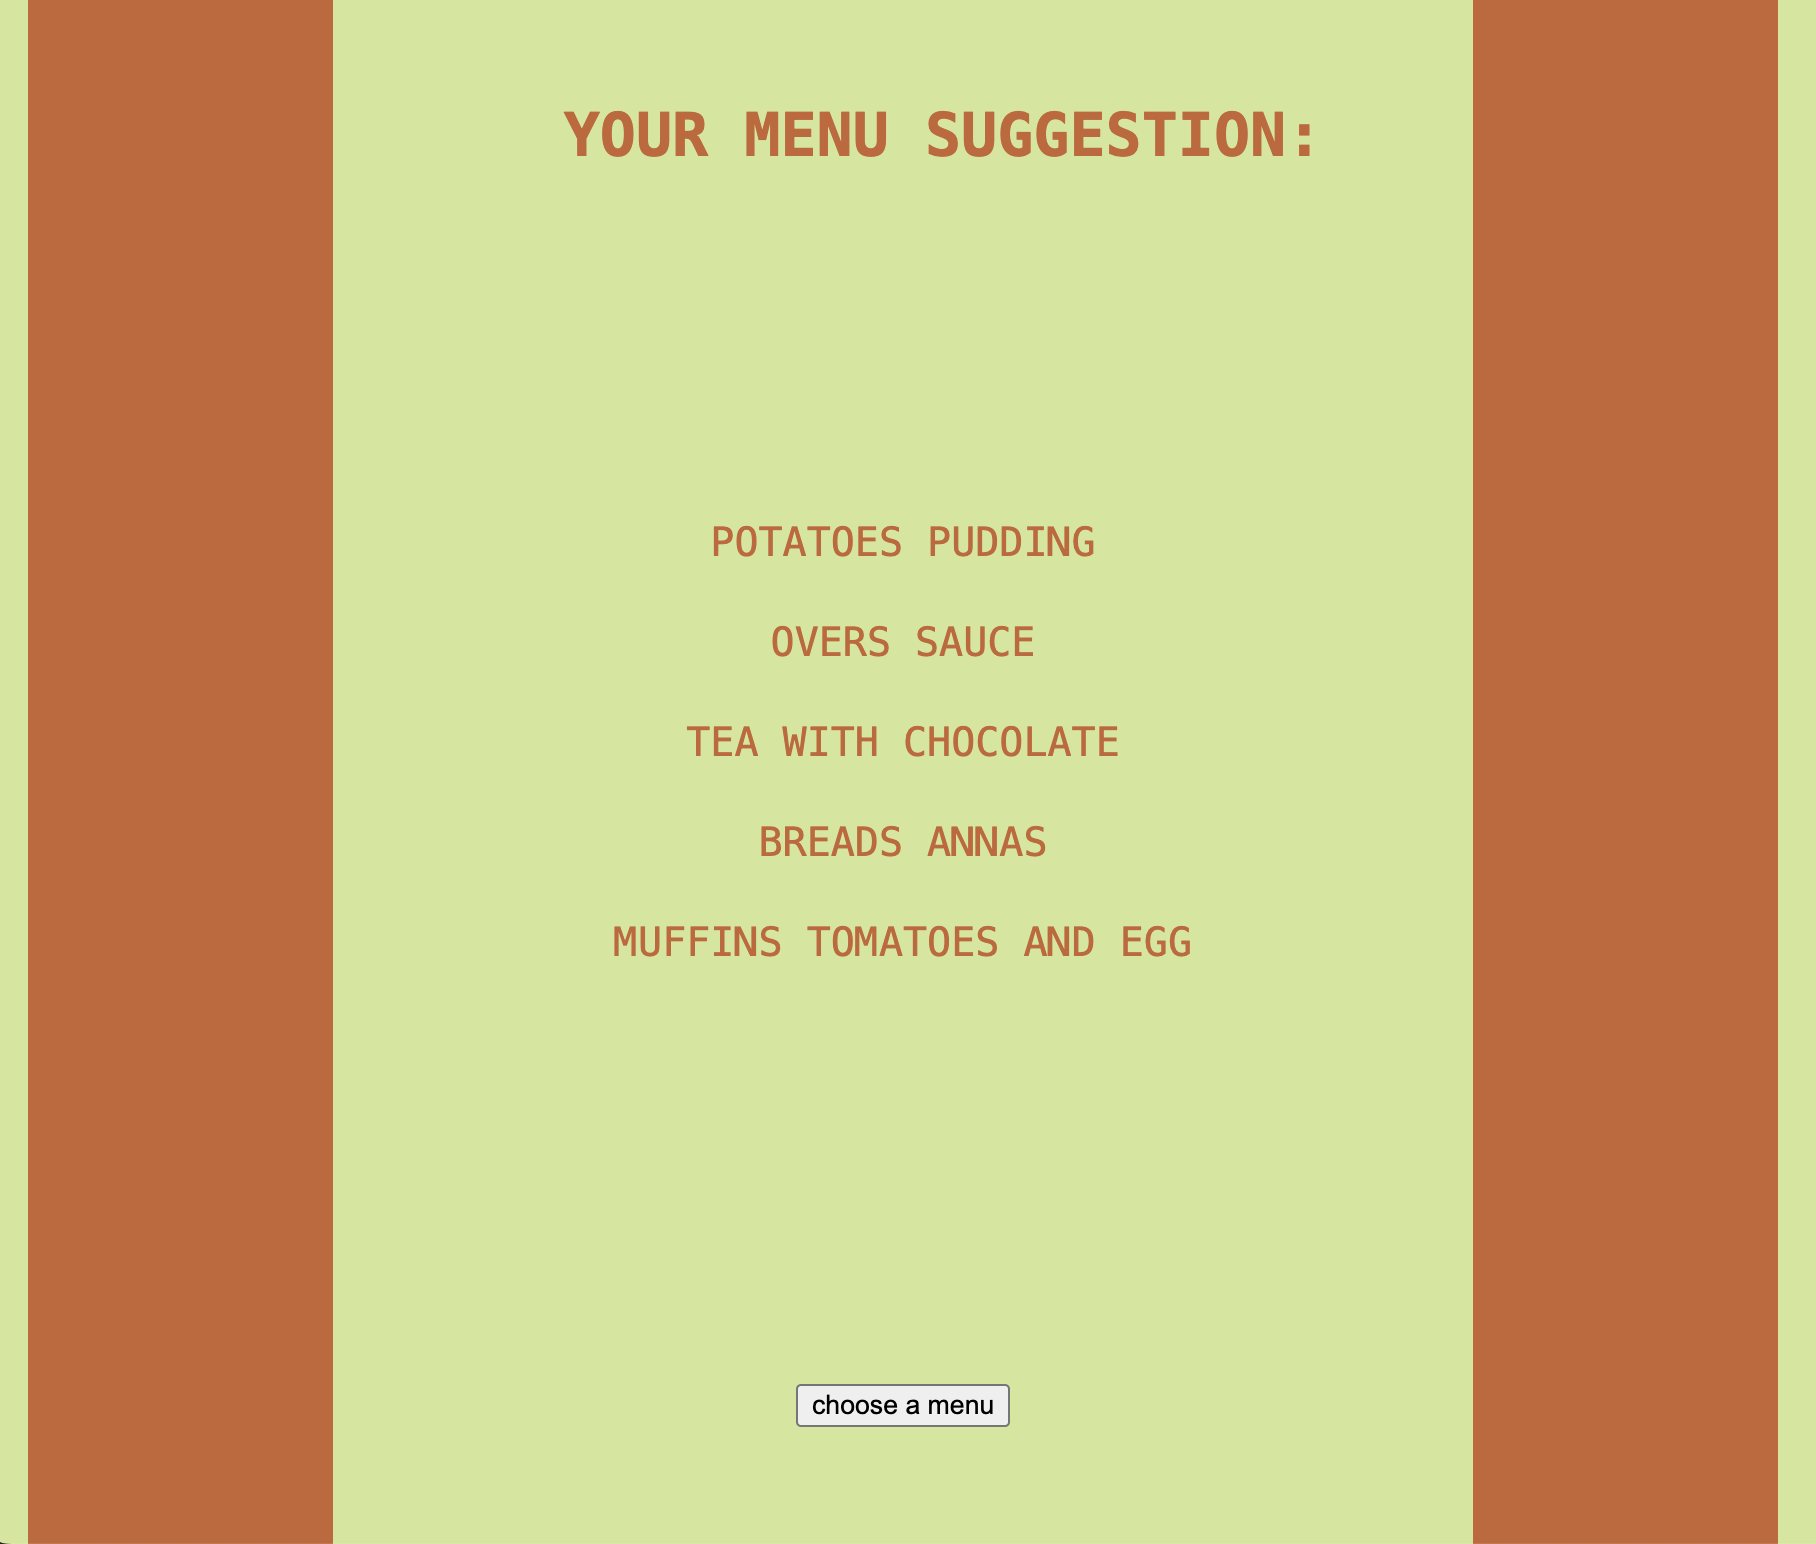 YOUR MENU SUGGESTION:
POTATOES PUDDING
OVERS SAUCE
TEA WITH CHOCOLATE
BREADS ANNAS
MUFFINS TOMATOES AND EGG
choose a menu